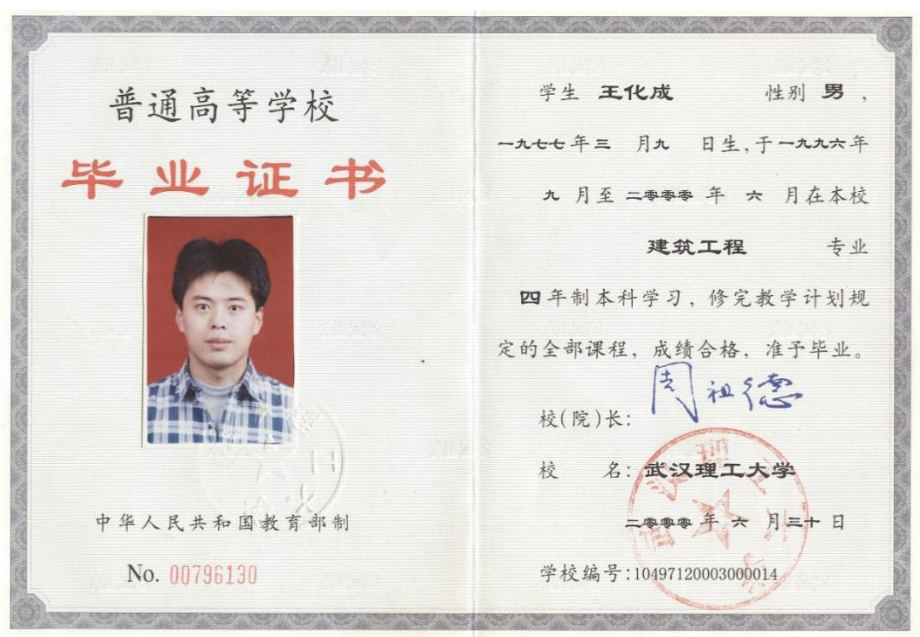 普通高等学校
毕业证书
中华人民共和国教育部制
No. 00796130
学生 王化成 性别 男,
一九七七年三 月九 日生,于一九九六年
九 月至 二零零零 年 六 月在本校
建筑工程 专业
四年制本科学习,修完教学计划规
定的全部课程,成绩合格,准予毕业。
校(院)长: 周祖德
校 名: 武汉理工大学
二零零零 年 六 月三十 日
学校编号:10497120003000014